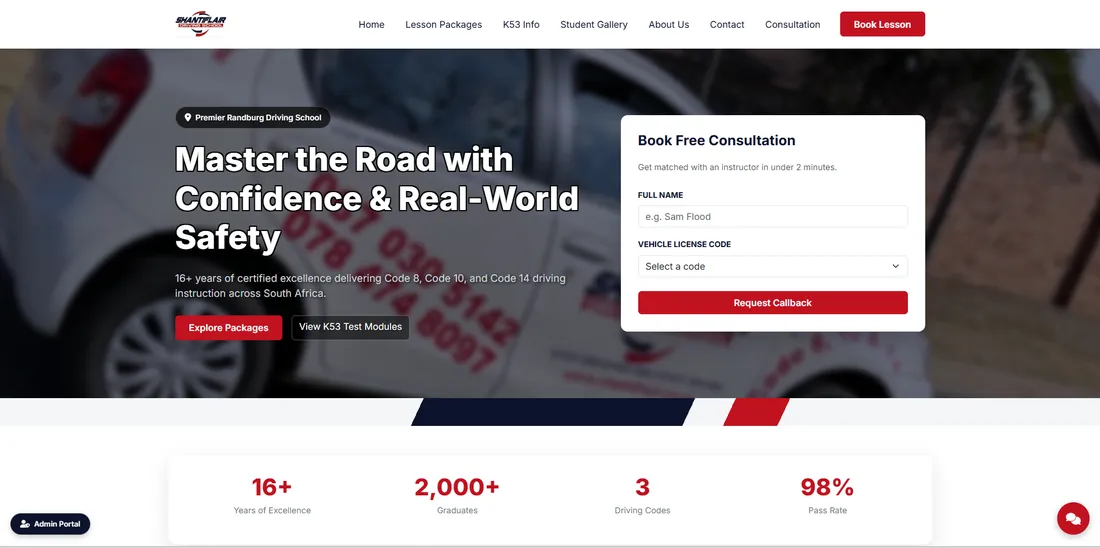 SHANTIFLAIR
DRIVING SCHOOL
Home
Lesson Packages
K53 Info
Student Gallery
About Us
Contact
Consultation
Book Lesson
Premier Randburg Driving School
Master the Road with
Confidence & Real-World
Safety
16+ years of certified excellence delivering Code 8, Code 10, and Code 14 driving
instruction across South Africa.
Explore Packages
View K53 Test Modules
Book Free Consultation
Get matched with an instructor in under 2 minutes.
FULL NAME
e.g. Sam Flood
VEHICLE LICENSE CODE
Select a code
Request Callback
16+
Years of Excellence
2,000+
Graduates
3
Driving Codes
98%
Pass Rate
Admin Portal